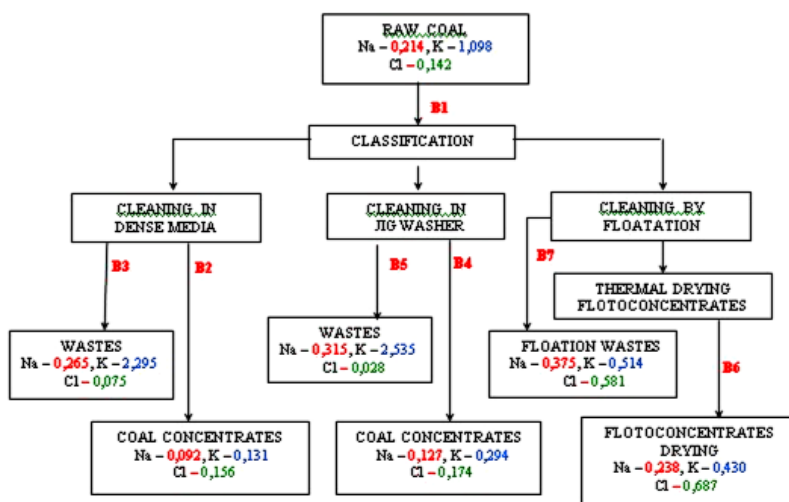 RAW COAL
Na – 0,214, K – 1,098
Cl – 0,142
B1
CLASSIFICATION
CLEANING IN
DENSE MEDIA
CLEANING IN
JIG WASHER
CLEANING BY
FLOATATION
B3
B2
B5
B4
B7
THERMAL DRYING
FLOTOCONCENTRATES
WASTES
Na – 0,265, K – 2,295
Cl – 0,075
WASTES
Na – 0,315, K – 2,535
Cl – 0,028
FLOATION WASTES
Na – 0,375, K – 0,514
Cl – 0,581
B6
COAL CONCENTRATES
Na – 0,092, K – 0,131
Cl – 0,156
COAL CONCENTRATES
Na – 0,127, K – 0,294
Cl – 0,174
FLOTOCONCENTRATES
DRYING
Na – 0,238, K – 0,430
Cl – 0,687